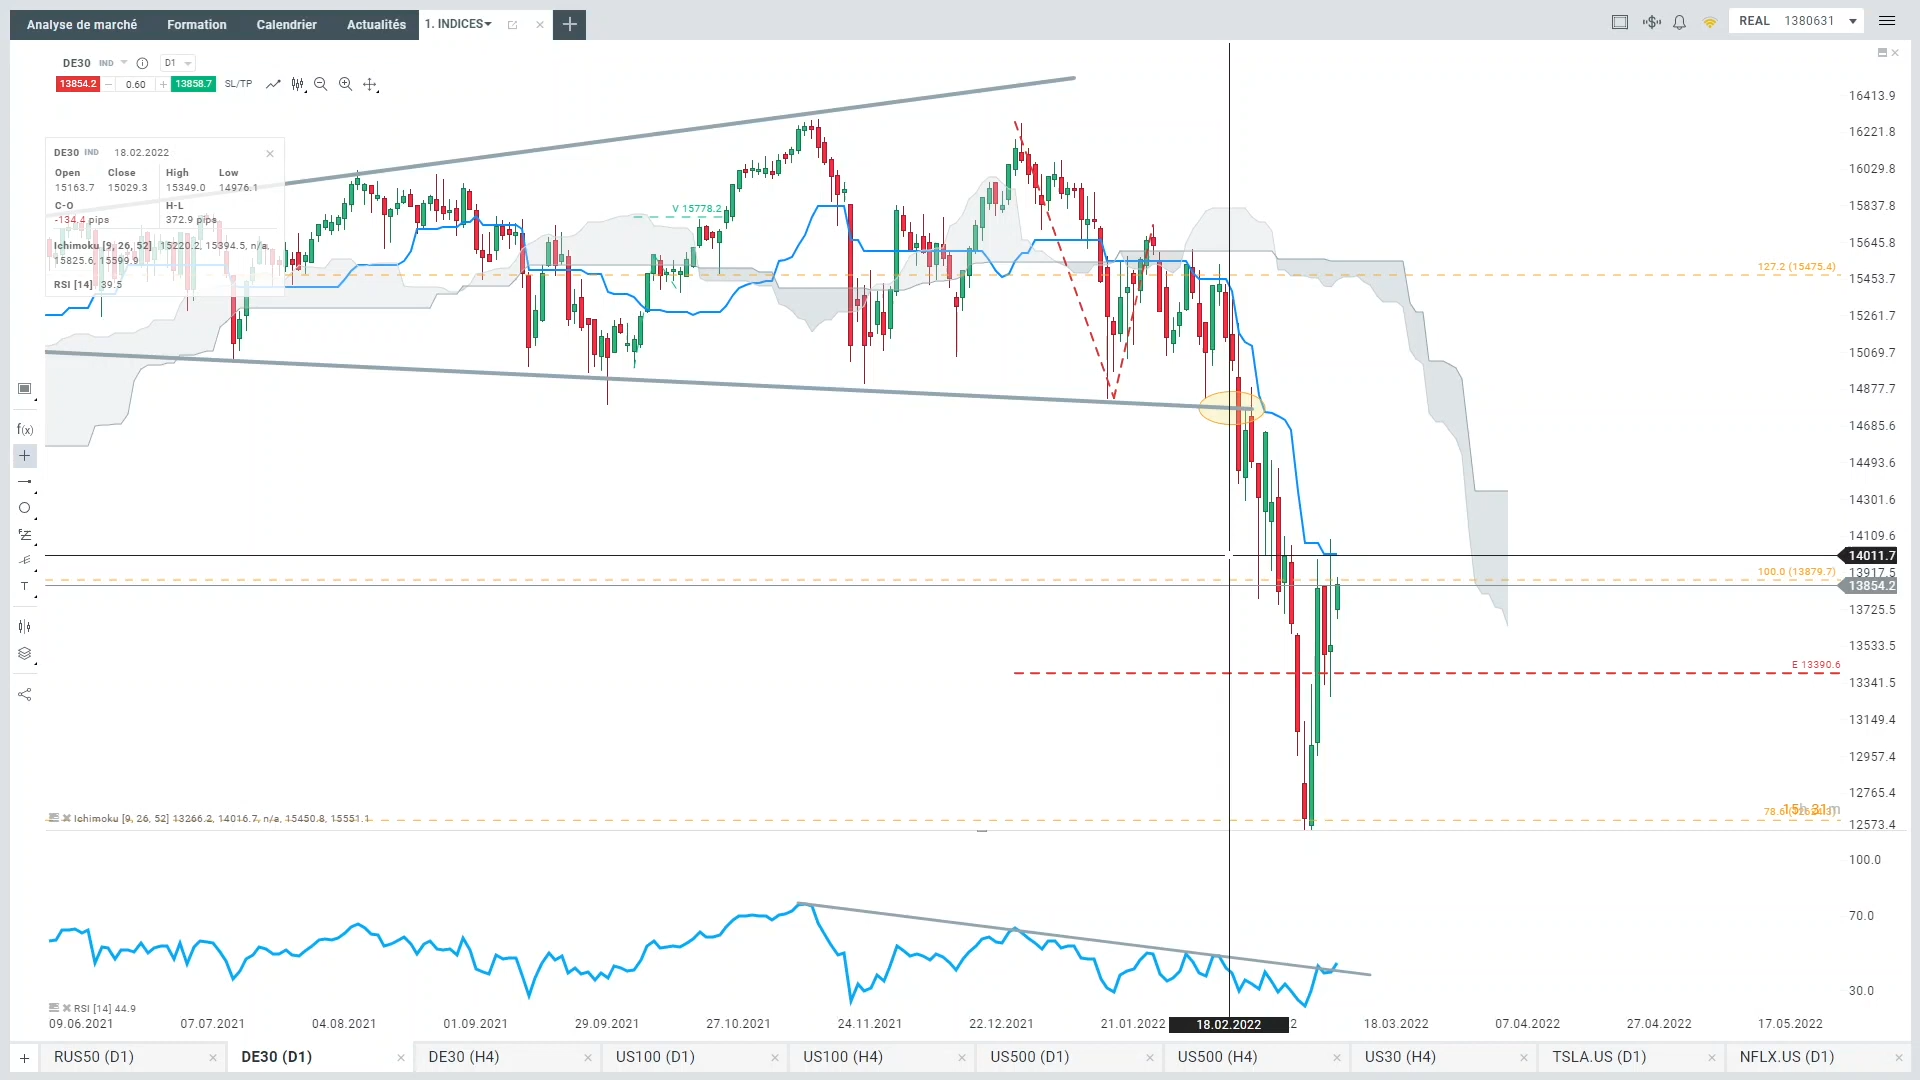 Analyse de marché Formation Calendrier Actualités 1. INDICES
REAL 1380631
DE30 IND D1
13854.2 0.60 13858.7 SL/TP
DE30 IND 18.02.2022
Open Close High Low
15163.7 15029.3 15349.0 14976.1
C-O H-L
-134.4 pips 372.9 pips
Ichimoku [9, 26, 52] 15220.2, 15394.5, n/a,
15825.6, 15599.9
RSI [14] 39.5
V 15778.2
127.2 (15475.4)
100.0 (13879.7)
E 13390.6
15h 31m
16413.9
16221.8
16029.8
15837.8
15645.8
15453.7
15261.7
15069.7
14877.7
14685.6
14493.6
14301.6
14109.6
14011.7
13917.5
13854.2
13725.5
13533.5
13341.5
13149.4
12957.4
12765.4
12573.4
Ichimoku [9, 26, 52] 13266.2, 14016.7, n/a, 15450.8, 15551.1
100.0
70.0
30.0
RSI [14] 44.9
09.06.2021 07.07.2021 04.08.2021 01.09.2021 29.09.2021 27.10.2021 24.11.2021 22.12.2021 21.01.2022 18.02.2022 2 18.03.2022 07.04.2022 27.04.2022 17.05.2022
RUS50 (D1) DE30 (D1) DE30 (H4) US100 (D1) US100 (H4) US500 (D1) US500 (H4) US30 (H4) TSLA.US (D1) NFLX.US (D1)
f(x)
T